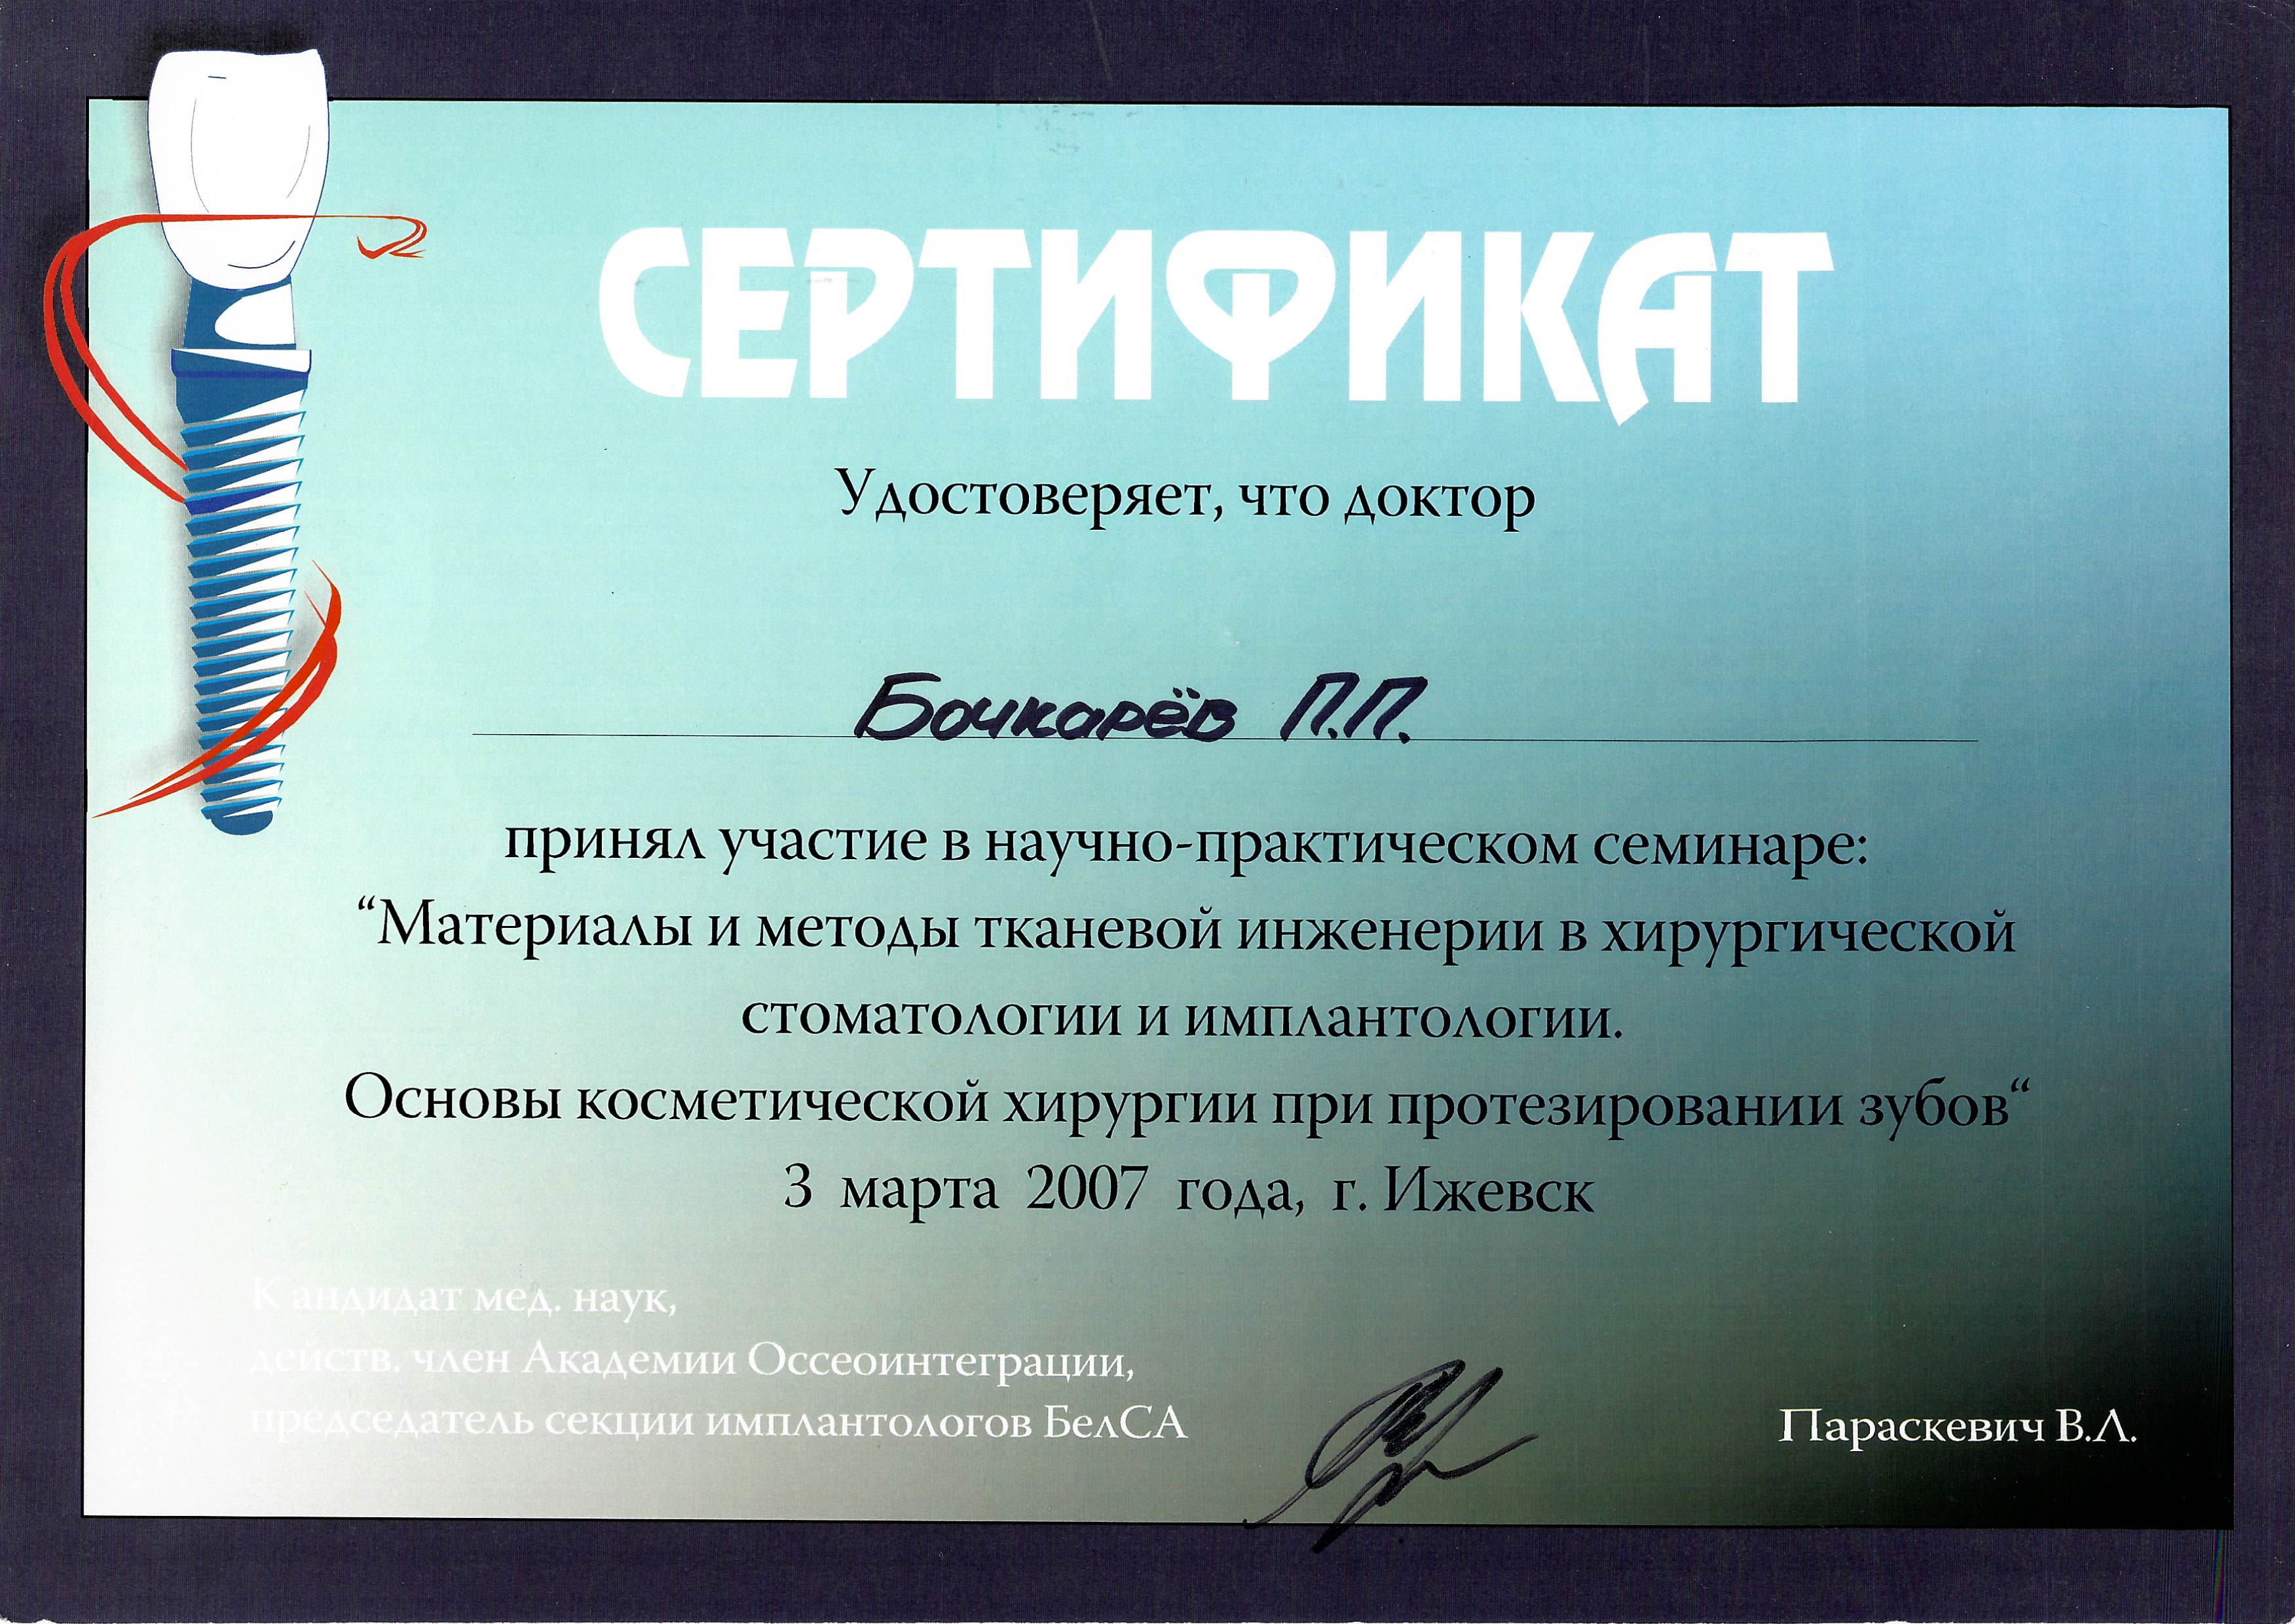 СЕРТИФИКАТ
Удостоверяет, что доктор
Бочкарёв П.П.
принял участие в научно-практическом семинаре:
“Материалы и методы тканевой инженерии в хирургической
стоматологии и имплантологии.
Основы косметической хирургии при протезировании зубов“
3 марта 2007 года, г. Ижевск
Кандидат мед. наук,
действ. член Академии Оссеоинтеграции,
председатель секции имплантологов БелСА
Параскевич В.Л.